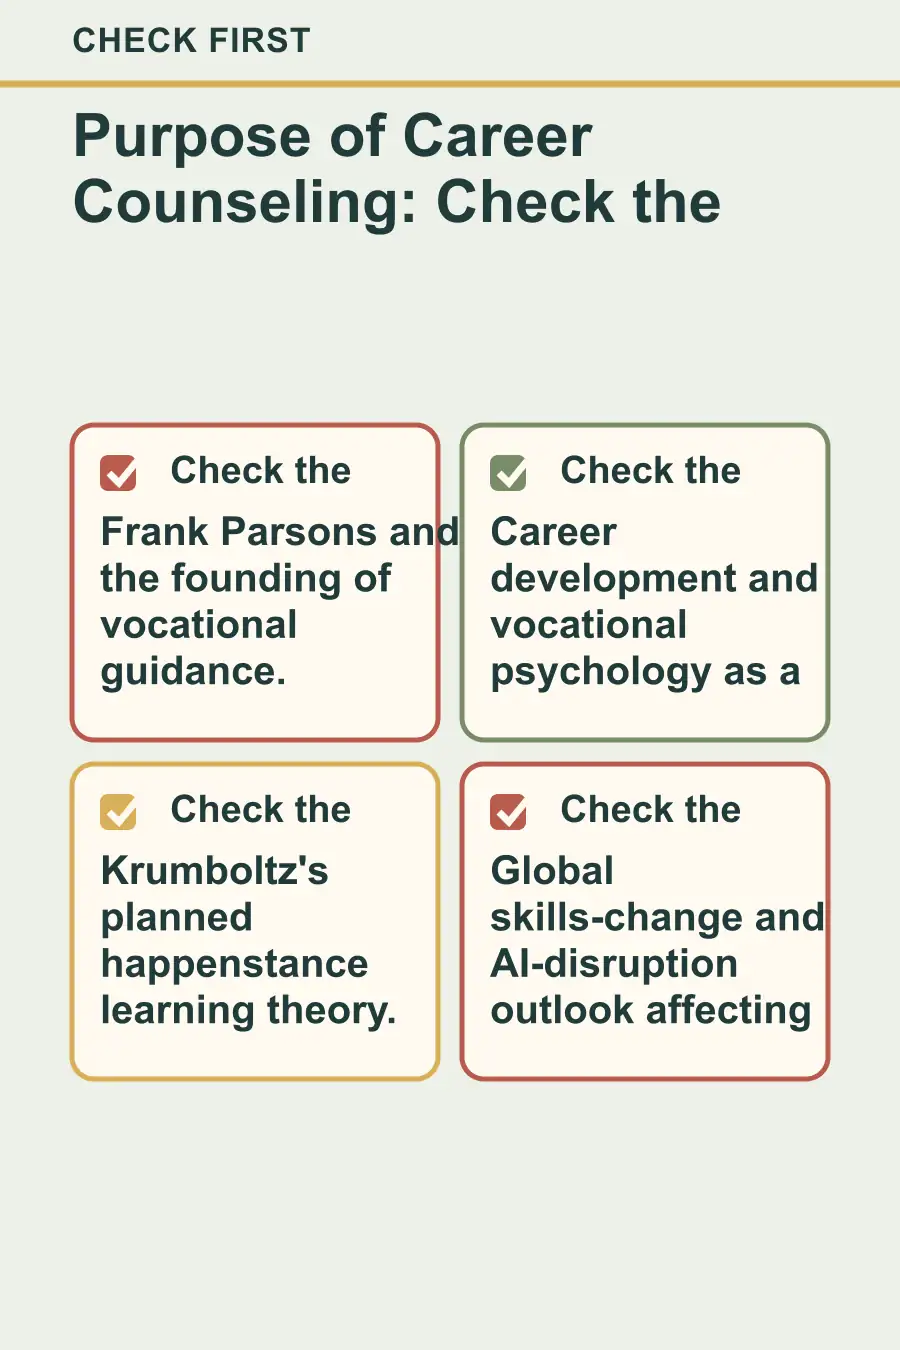 CHECK FIRST
Purpose of Career
Counseling: Check the
Check the
Frank Parsons and
the founding of
vocational
guidance.
Check the
Career
development and
vocational
psychology as a
Check the
Krumboltz's
planned
happenstance
learning theory.
Check the
Global
skills-change and
AI-disruption
outlook affecting